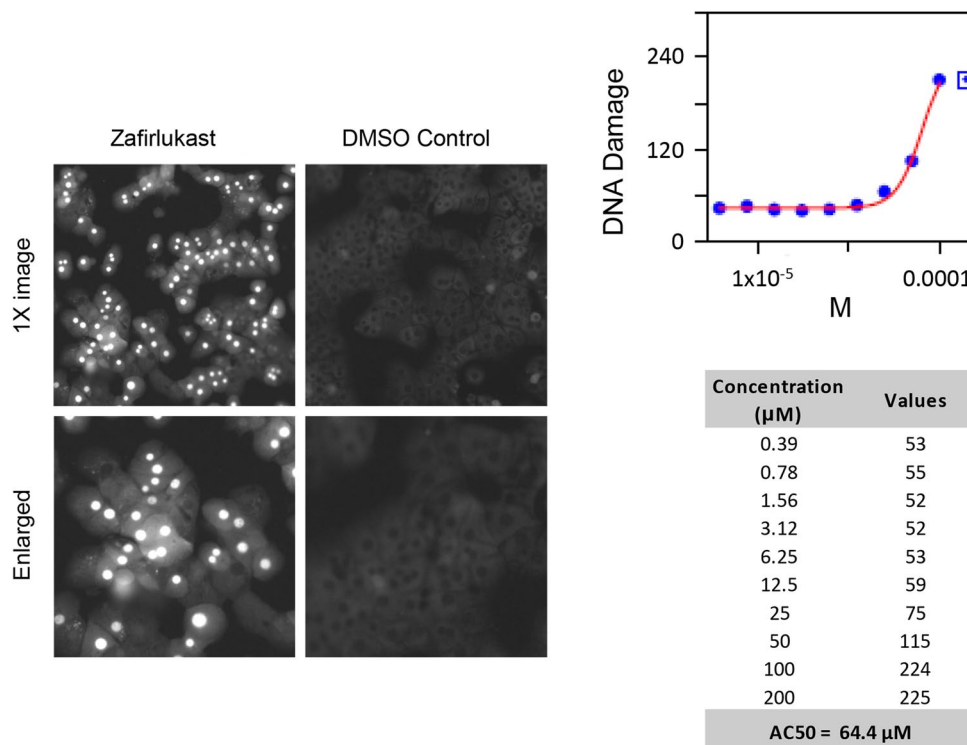 Zafirlukast
DMSO Control
1X image
Enlarged
DNA Damage
240
120
0
1x10⁻⁵
0.0001
M
Concentration (µM) Values
0.39 53
0.78 55
1.56 52
3.12 52
6.25 53
12.5 59
25 75
50 115
100 224
200 225
AC50 = 64.4 µM